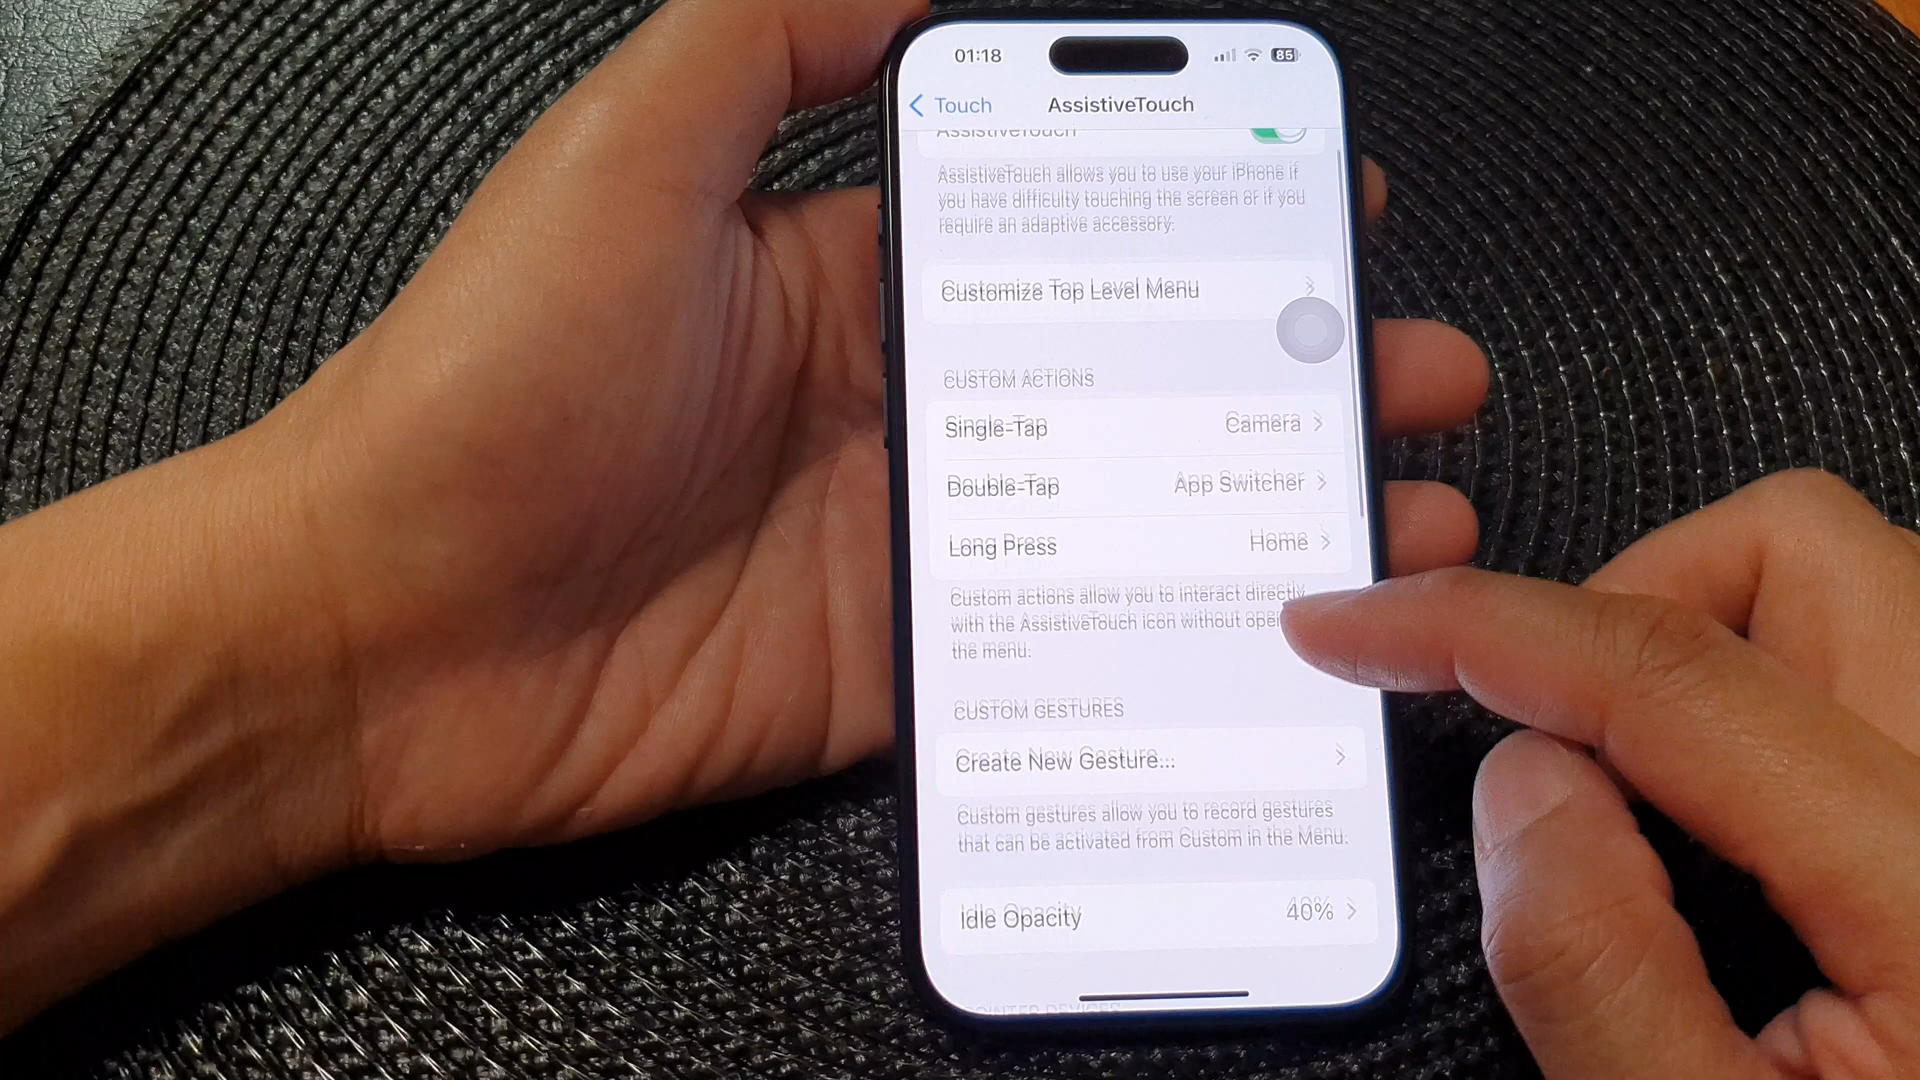 01:18
85
Touch
AssistiveTouch
AssistiveTouch
AssistiveTouch allows you to use your iPhone if
you have difficulty touching the screen or if you
require an adaptive accessory.
Customize Top Level Menu
CUSTOM ACTIONS
Single-Tap Camera
Double-Tap App Switcher
Long Press Home
Custom actions allow you to interact directly
with the AssistiveTouch icon without ope
the menu.
CUSTOM GESTURES
Create New Gesture...
Custom gestures allow you to record gestures
that can be activated from Custom in the Menu.
Idle Opacity 40%
POINTER DEVICES